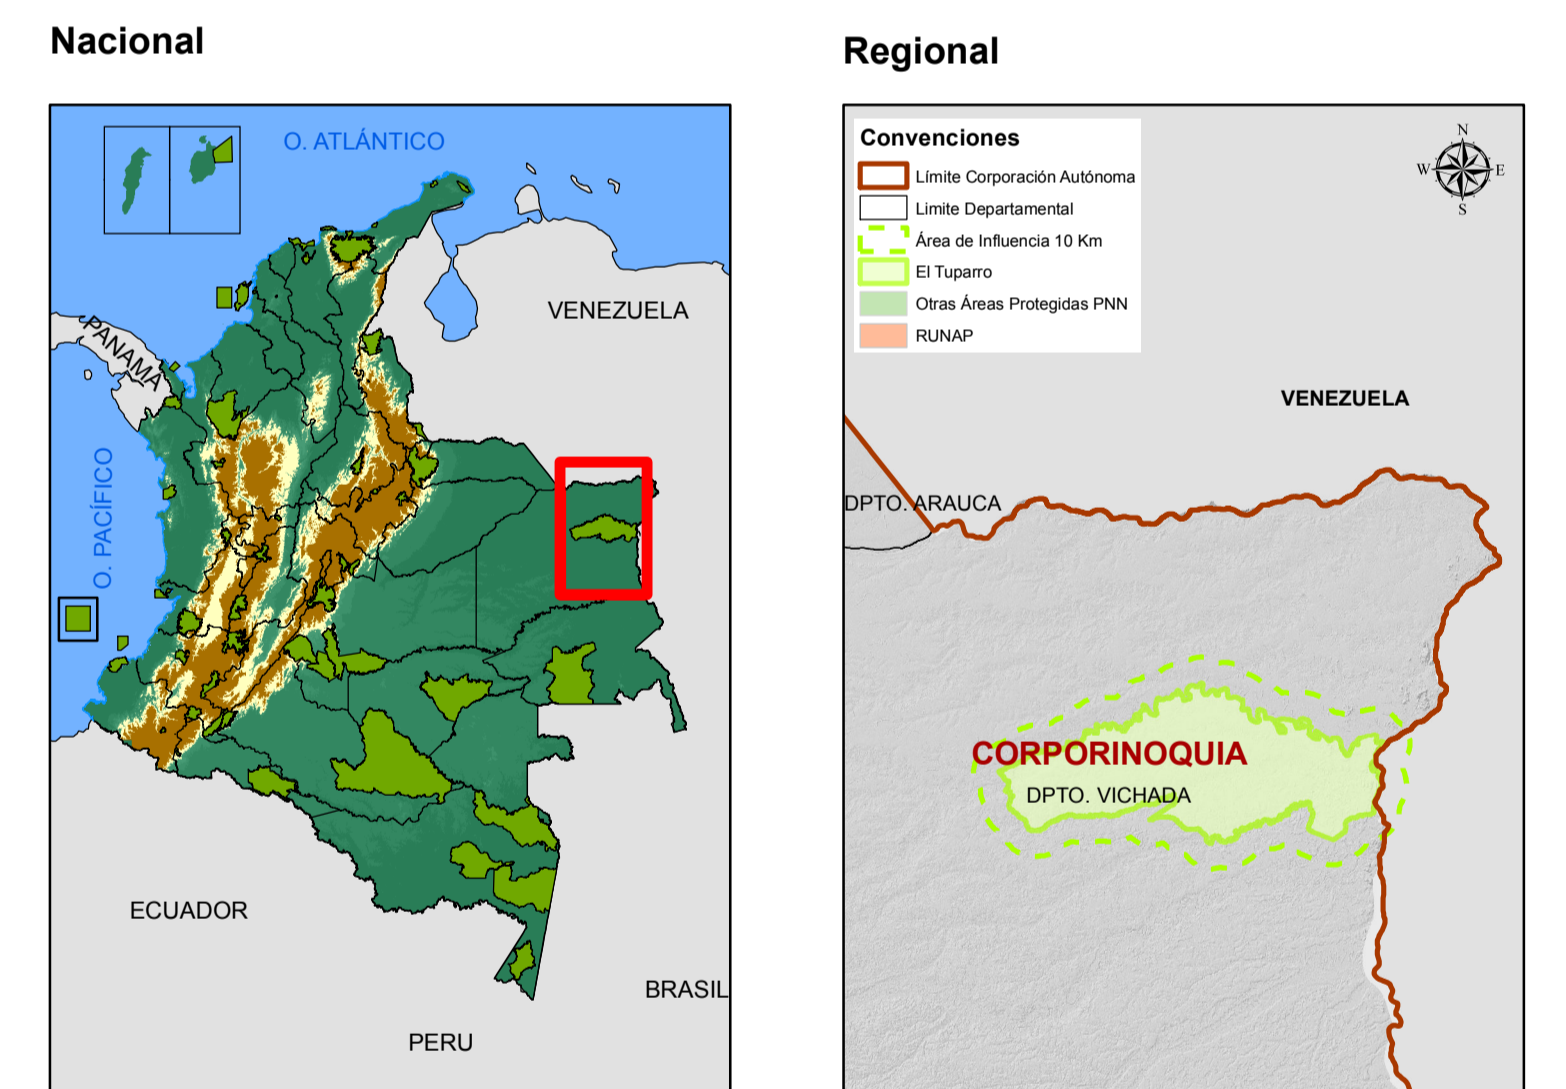 Nacional
O. ATLÁNTICO
VENEZUELA
PANAMA
O. PACÍFICO
ECUADOR
BRASIL
PERU
Regional
Convenciones
Límite Corporación Autónoma
Limite Departamental
Área de Influencia 10 Km
El Tuparro
Otras Áreas Protegidas PNN
RUNAP
N
W
E
S
VENEZUELA
DPTO. ARAUCA
CORPORINOQUIA
DPTO. VICHADA